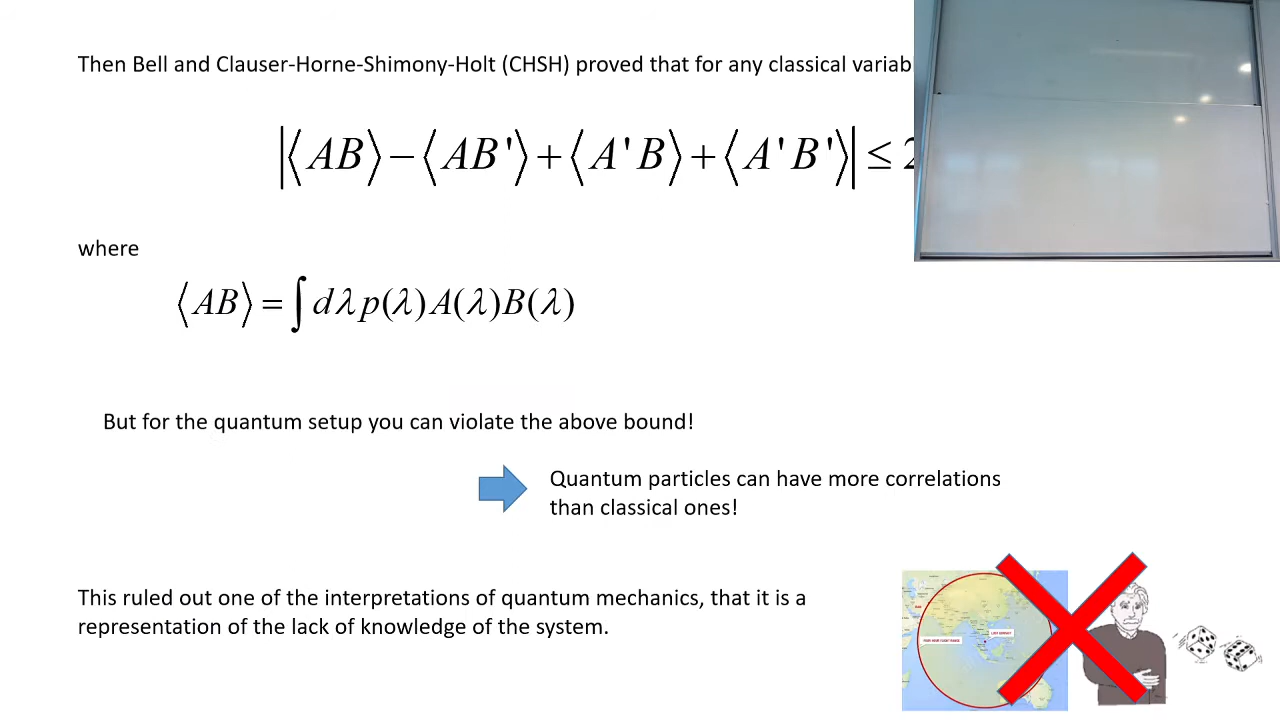 Then Bell and Clauser-Horne-Shimony-Holt (CHSH) proved that for any classical variab
|⟨AB⟩ − ⟨AB'⟩ + ⟨A'B⟩ + ⟨A'B'⟩| ≤ 2
where
⟨AB⟩ = ∫ dλ p(λ) A(λ) B(λ)
But for the quantum setup you can violate the above bound!
Quantum particles can have more correlations
than classical ones!
This ruled out one of the interpretations of quantum mechanics, that it is a
representation of the lack of knowledge of the system.